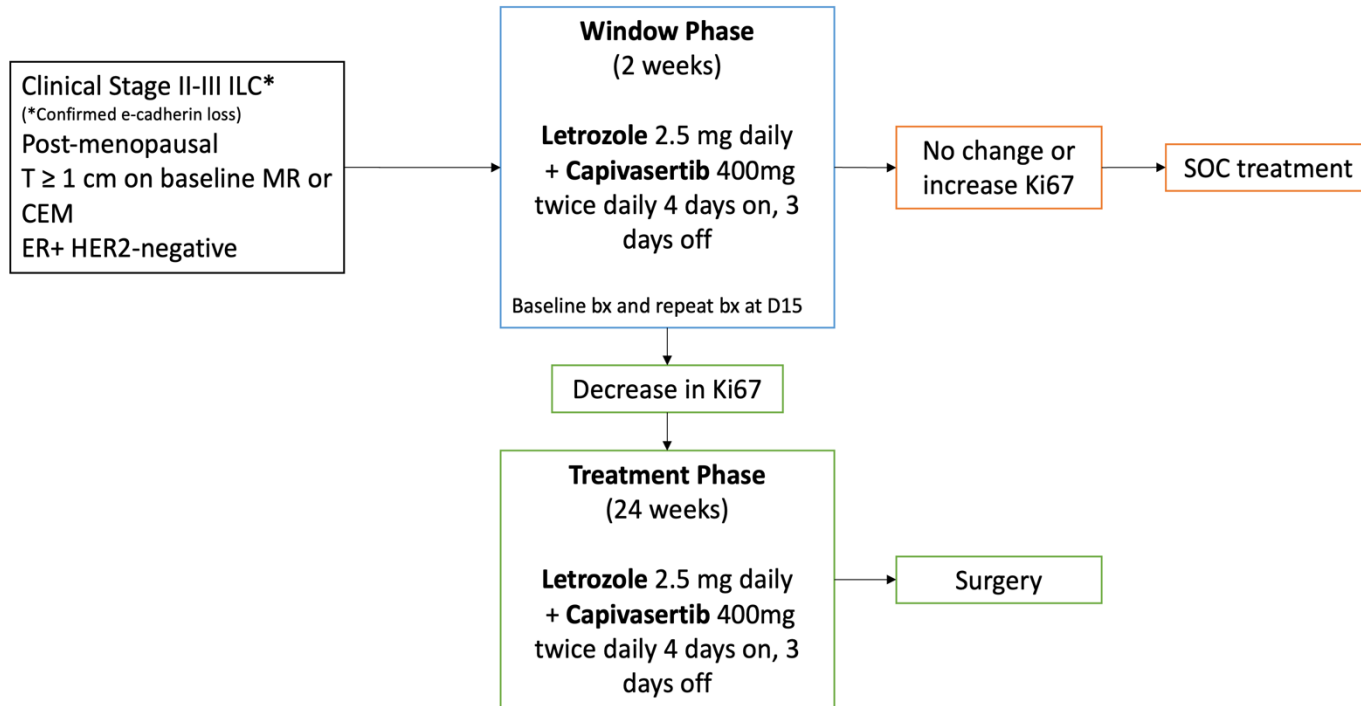 Clinical Stage II-III ILC*
(*Confirmed e-cadherin loss)
Post-menopausal
T ≥ 1 cm on baseline MR or
CEM
ER+ HER2-negative
Window Phase
(2 weeks)
Letrozole 2.5 mg daily
+ Capivasertib 400mg
twice daily 4 days on, 3
days off
Baseline bx and repeat bx at D15
No change or
increase Ki67
SOC treatment
Decrease in Ki67
Treatment Phase
(24 weeks)
Letrozole 2.5 mg daily
+ Capivasertib 400mg
twice daily 4 days on, 3
days off
Surgery